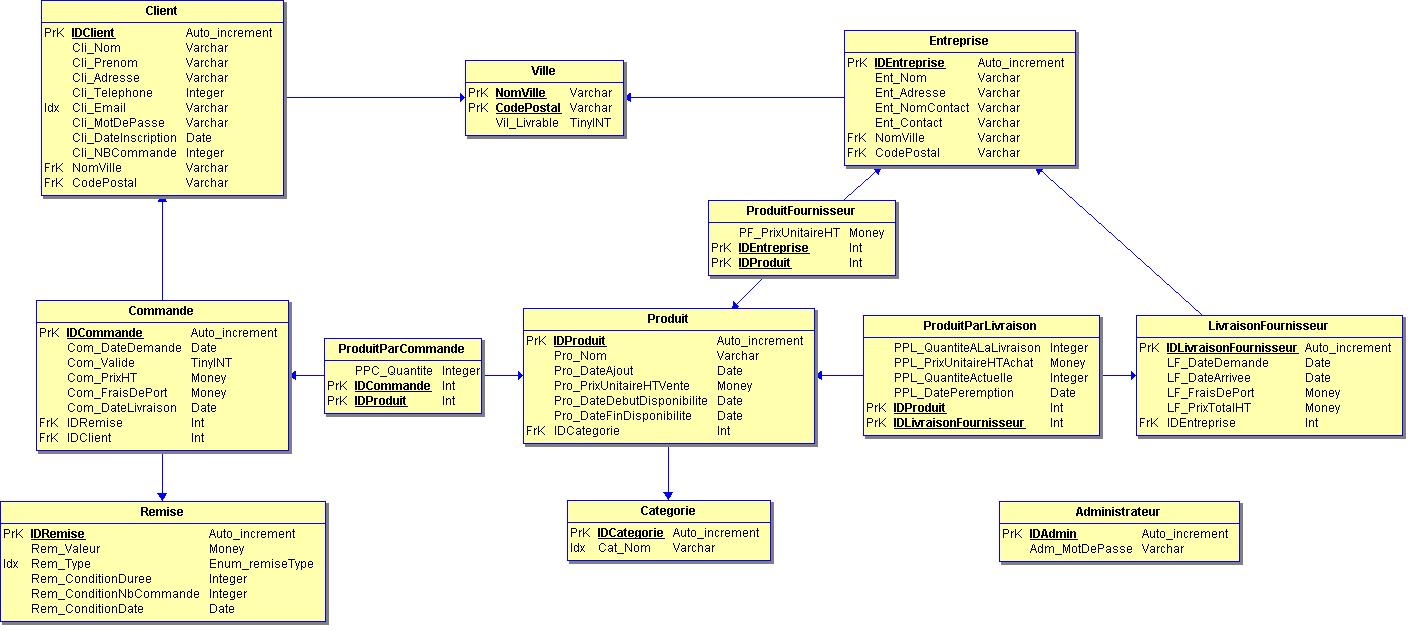 Client
PrK IDClient Auto_increment
Cli_Nom Varchar
Cli_Prenom Varchar
Cli_Adresse Varchar
Cli_Telephone Integer
Idx Cli_Email Varchar
Cli_MotDePasse Varchar
Cli_DateInscription Date
Cli_NBCommande Integer
FrK NomVille Varchar
FrK CodePostal Varchar
Ville
PrK NomVille Varchar
PrK CodePostal Varchar
Vil_Livrable TinyINT
Entreprise
PrK IDEntreprise Auto_increment
Ent_Nom Varchar
Ent_Adresse Varchar
Ent_NomContact Varchar
Ent_Contact Varchar
FrK NomVille Varchar
FrK CodePostal Varchar
ProduitFournisseur
PF_PrixUnitaireHT Money
PrK IDEntreprise Int
PrK IDProduit Int
Commande
PrK IDCommande Auto_increment
Com_DateDemande Date
Com_Valide TinyINT
Com_PrixHT Money
Com_FraisDePort Money
Com_DateLivraison Date
FrK IDRemise Int
FrK IDClient Int
ProduitParCommande
PPC_Quantite Integer
PrK IDCommande Int
PrK IDProduit Int
Produit
PrK IDProduit Auto_increment
Pro_Nom Varchar
Pro_DateAjout Date
Pro_PrixUnitaireHTVente Money
Pro_DateDebutDisponibilite Date
Pro_DateFinDisponibilite Date
FrK IDCategorie Int
ProduitParLivraison
PPL_QuantiteALaLivraison Integer
PPL_PrixUnitaireHTAchat Money
PPL_QuantiteActuelle Integer
PPL_DatePeremption Date
PrK IDProduit Int
PrK IDLivraisonFournisseur Int
LivraisonFournisseur
PrK IDLivraisonFournisseur Auto_increment
LF_DateDemande Date
LF_DateArrivee Date
LF_FraisDePort Money
LF_PrixTotalHT Money
FrK IDEntreprise Int
Remise
PrK IDRemise Auto_increment
Rem_Valeur Money
Idx Rem_Type Enum_remiseType
Rem_ConditionDuree Integer
Rem_ConditionNbCommande Integer
Rem_ConditionDate Date
Categorie
PrK IDCategorie Auto_increment
Idx Cat_Nom Varchar
Administrateur
PrK IDAdmin Auto_increment
Adm_MotDePasse Varchar